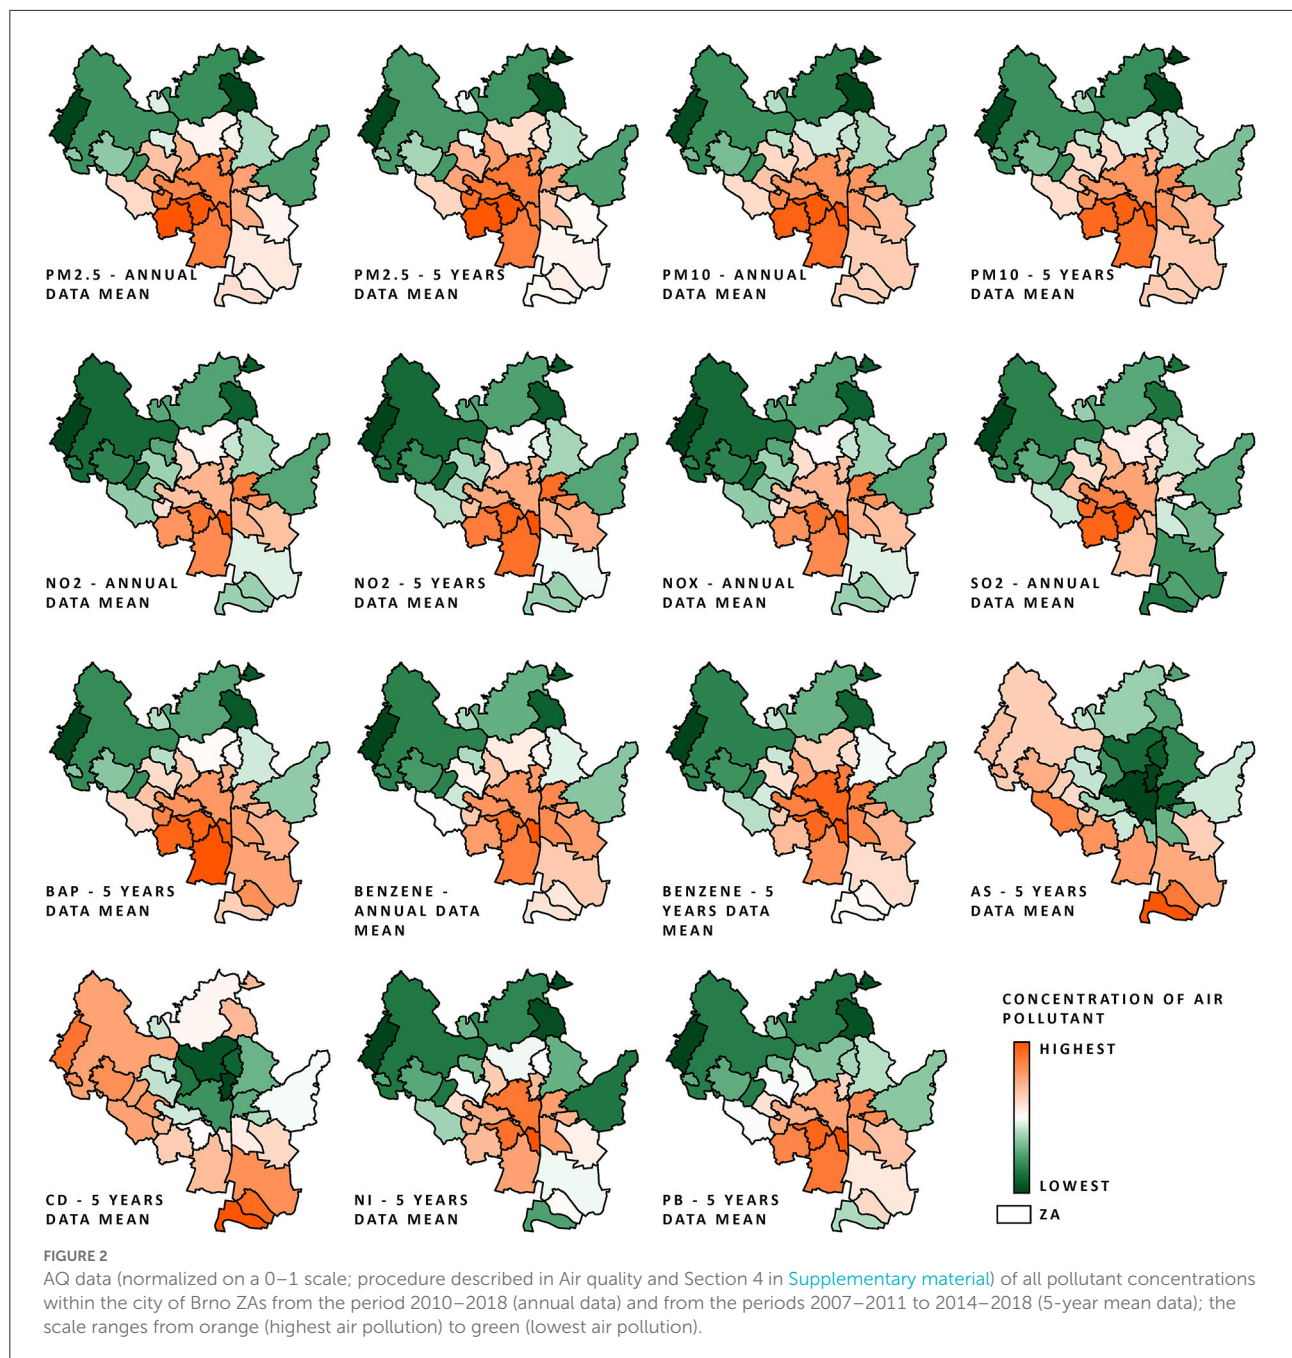 PM2.5 - ANNUAL
DATA MEAN
PM2.5 - 5 YEARS
DATA MEAN
PM10 - ANNUAL
DATA MEAN
PM10 - 5 YEARS
DATA MEAN
NO2 - ANNUAL
DATA MEAN
NO2 - 5 YEARS
DATA MEAN
NOX - ANNUAL
DATA MEAN
SO2 - ANNUAL
DATA MEAN
BAP - 5 YEARS
DATA MEAN
BENZENE -
ANNUAL DATA
MEAN
BENZENE - 5
YEARS DATA
MEAN
AS - 5 YEARS
DATA MEAN
CD - 5 YEARS
DATA MEAN
NI - 5 YEARS
DATA MEAN
PB - 5 YEARS
DATA MEAN
CONCENTRATION OF AIR
POLLUTANT
HIGHEST
LOWEST
ZA
FIGURE 2
AQ data (normalized on a 0–1 scale; procedure described in Air quality and Section 4 in Supplementary material) of all pollutant concentrations
within the city of Brno ZAs from the period 2010–2018 (annual data) and from the periods 2007–2011 to 2014–2018 (5-year mean data); the
scale ranges from orange (highest air pollution) to green (lowest air pollution).